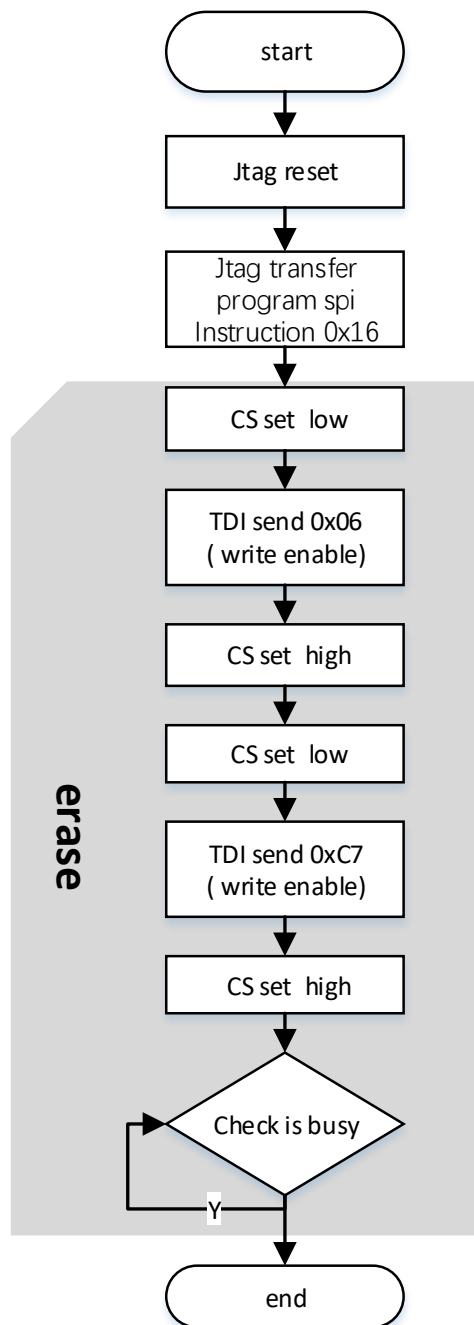 start
Jtag reset
Jtag transfer
program spi
Instruction 0x16
CS set low
TDI send 0x06
( write enable)
CS set high
CS set low
erase
TDI send 0xC7
( write enable)
CS set high
Check is busy
Y
end